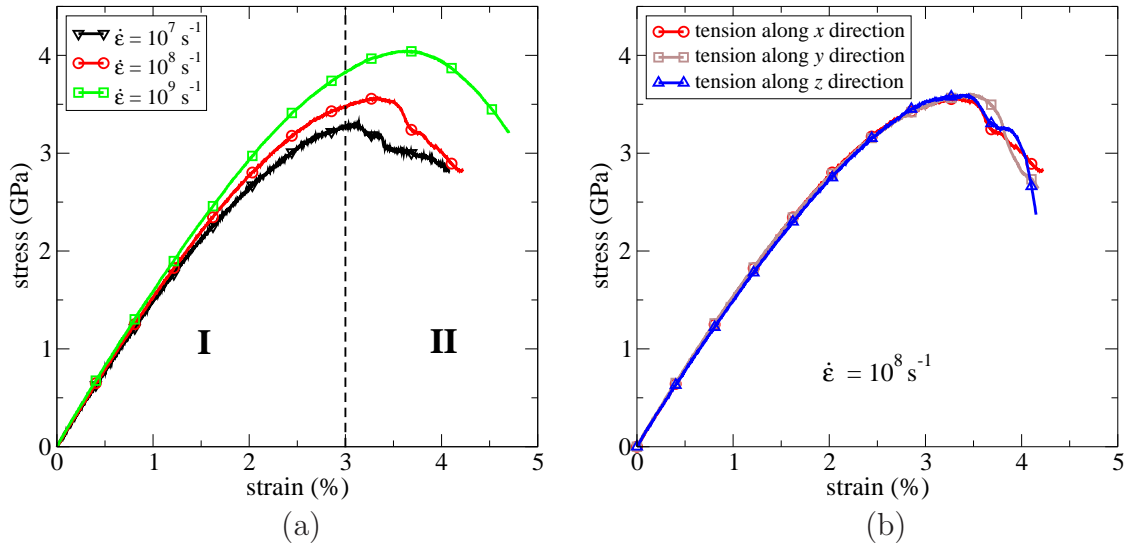 ε̇ = 10⁷ s⁻¹
ε̇ = 10⁸ s⁻¹
ε̇ = 10⁹ s⁻¹
4
3
2
1
0
stress (GPa)
I
II
0 1 2 3 4 5
strain (%)
(a)
tension along x direction
tension along y direction
tension along z direction
4
3
2
1
0
stress (GPa)
ε̇ = 10⁸ s⁻¹
0 1 2 3 4 5
strain (%)
(b)